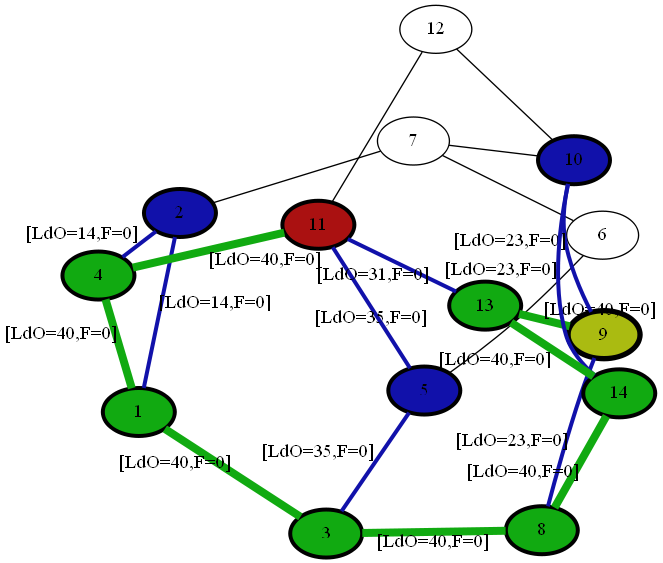 12
7
10
2
11
6
[LdO=14,F=0]
[LdO=23,F=0]
4
[LdO=40,F=0]
[LdO=31,F=0]
[LdO=23,F=0]
[LdO=14,F=0]
13
[LdO=40,F=0]
[LdO=35,F=0]
[LdO=40,F=0]
9
[LdO=40,F=0]
5
14
1
[LdO=35,F=0]
[LdO=23,F=0]
[LdO=40,F=0]
[LdO=40,F=0]
3
8
[LdO=40,F=0]